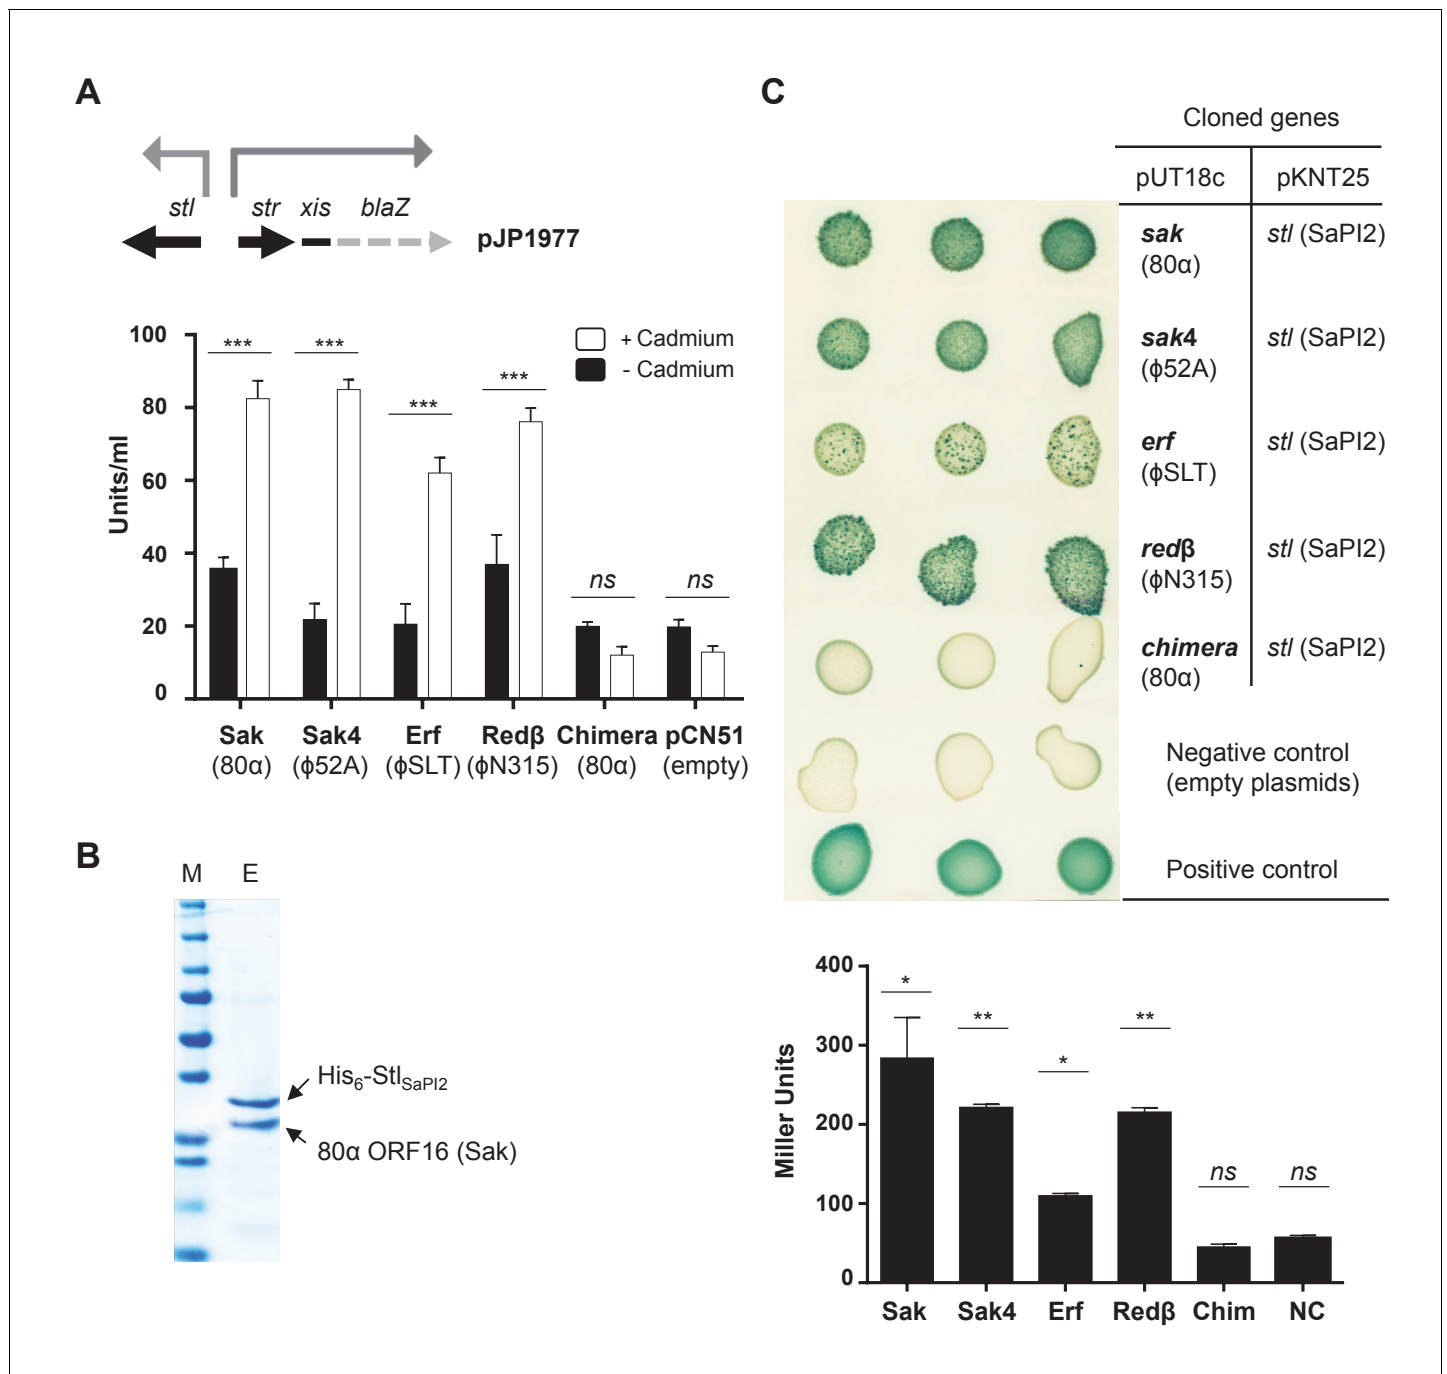 A
stl str xis blaZ
pJP1977
100
80
60
40
20
0
Units/ml
+ Cadmium
- Cadmium
*** *** *** *** ns ns
Sak Sak4 Erf Redβ Chimera pCN51
(80α) (ϕ52A) (ϕSLT) (ϕN315) (80α) (empty)
B
M E
His6-StlSaPI2
80α ORF16 (Sak)
C
Cloned genes
pUT18c pKNT25
sak stl (SaPI2)
(80α)
sak4 stl (SaPI2)
(ϕ52A)
erf stl (SaPI2)
(ϕSLT)
redβ stl (SaPI2)
(ϕN315)
chimera stl (SaPI2)
(80α)
Negative control
(empty plasmids)
Positive control
400
300
200
100
0
Miller Units
* ** * ** ns ns
Sak Sak4 Erf Redβ Chim NC